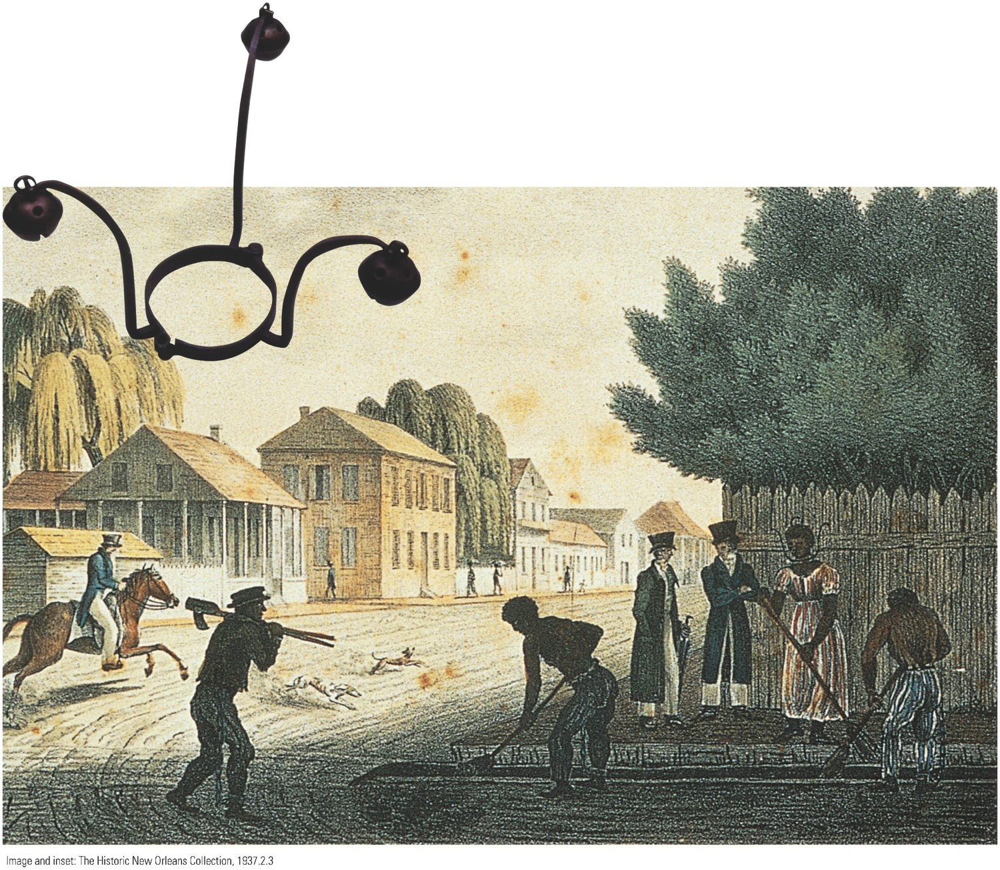 Image and inset: The Historic New Orleans Collection, 1937.2.3